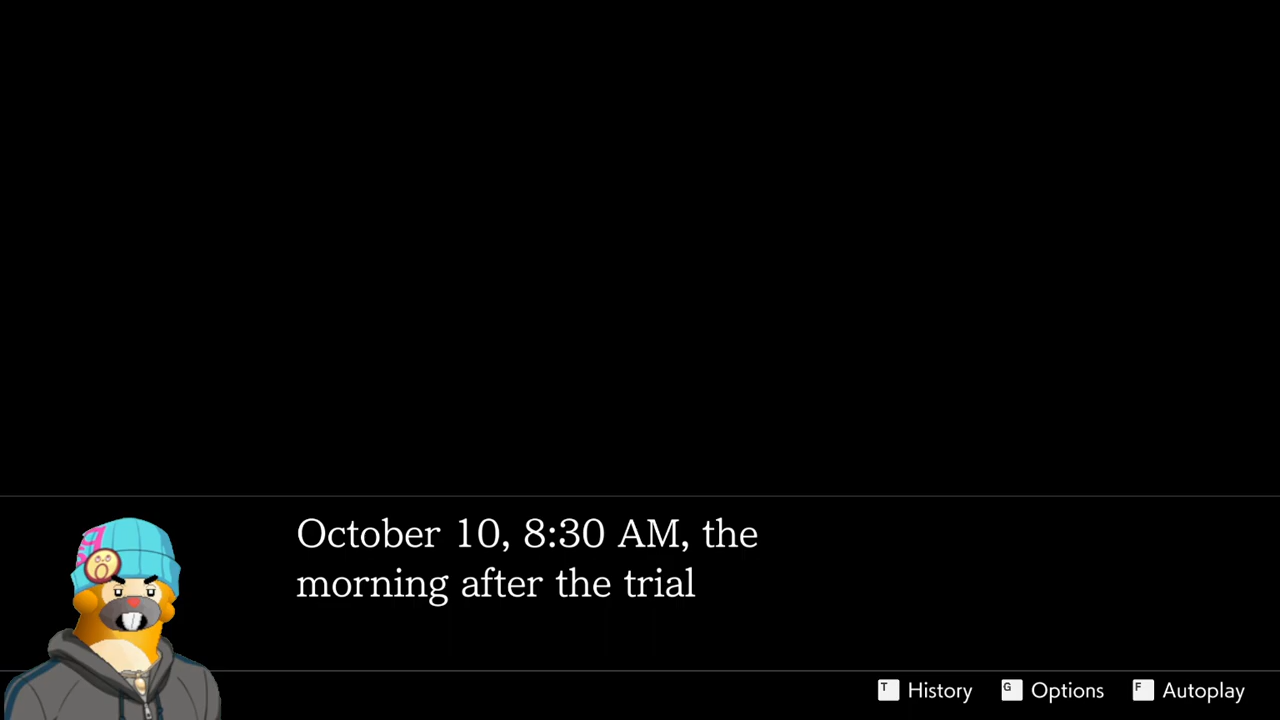 October 10, 8:30 AM, the
morning after the trial
T History G Options F Autoplay